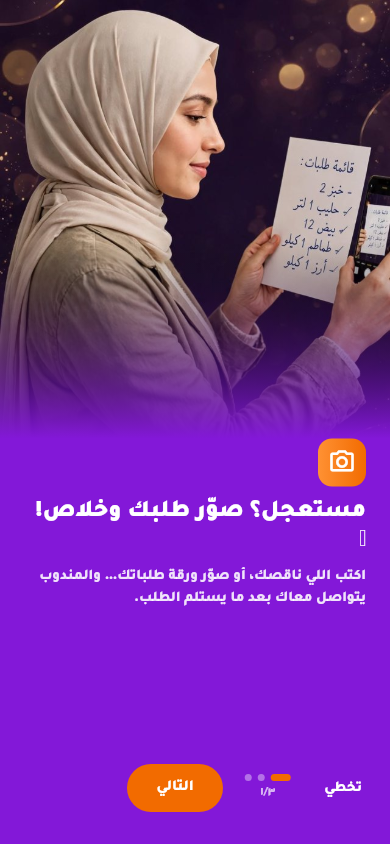 قائمة طلبات:
- خبز 2
✓ حليب 1 لتر
✓ بيض 12
✓ طماطم 1 كيلو
✓ أرز 1 كيلو
مستعجل؟ صوّر طلبك وخلاص!
اكتب اللي ناقصك، أو صوّر ورقة طلباتك... والمندوب
يتواصل معاك بعد ما يستلم الطلب.
تخطي
١/٣
التالي